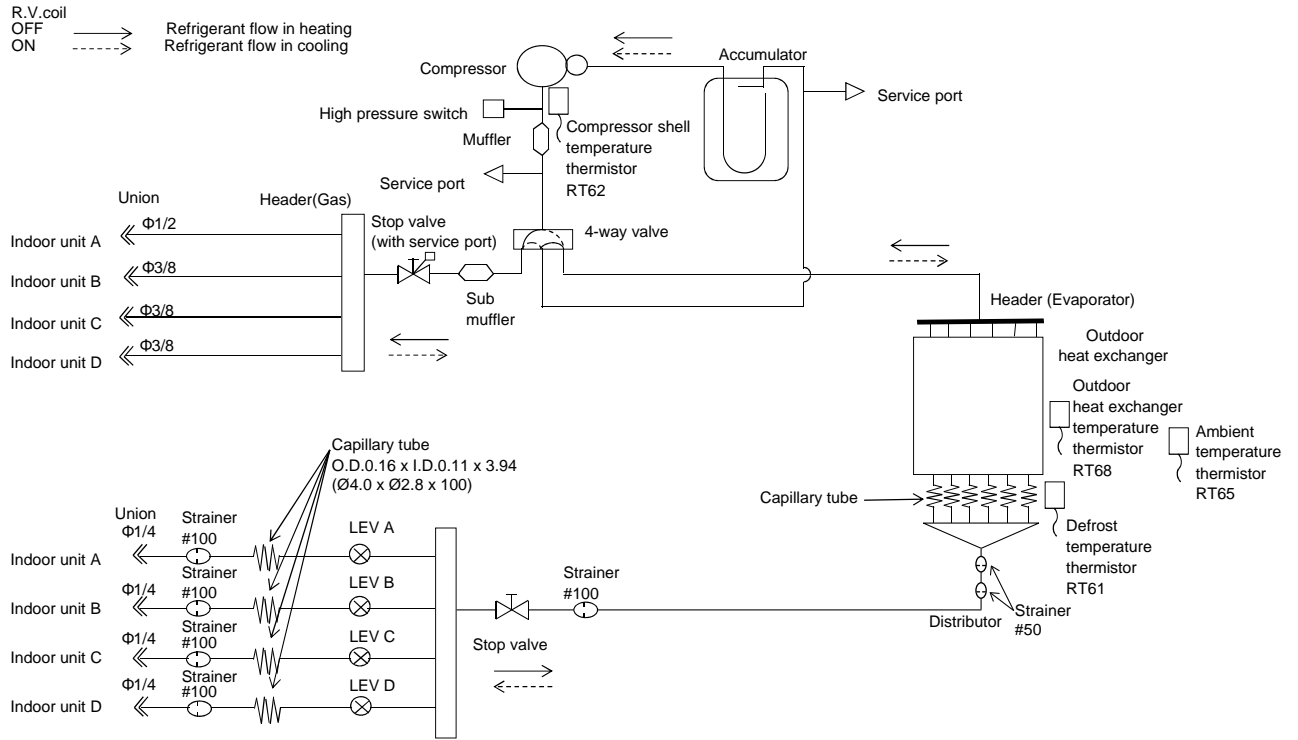 R.V.coil
OFF Refrigerant flow in heating
ON Refrigerant flow in cooling
Compressor
Accumulator
Service port
High pressure switch
Muffler
Compressor shell
temperature
thermistor
RT62
Service port
Union
Header(Gas)
Stop valve
(with service port)
4-way valve
Φ1/2
Indoor unit A
Φ3/8
Indoor unit B
Φ3/8
Indoor unit C
Φ3/8
Indoor unit D
Sub
muffler
Header (Evaporator)
Outdoor
heat exchanger
Outdoor
heat exchanger
temperature
thermistor
RT68
Ambient
temperature
thermistor
RT65
Capillary tube
O.D.0.16 x I.D.0.11 x 3.94
(Ø4.0 x Ø2.8 x 100)
Capillary tube
Defrost
temperature
thermistor
RT61
Union
Φ1/4
Strainer
#100
LEV A
Indoor unit A
Φ1/4
Strainer
#100
LEV B
Indoor unit B
Φ1/4
Strainer
#100
LEV C
Indoor unit C
Φ1/4
Strainer
#100
LEV D
Indoor unit D
Stop valve
Strainer
#100
Distributor
Strainer
#50